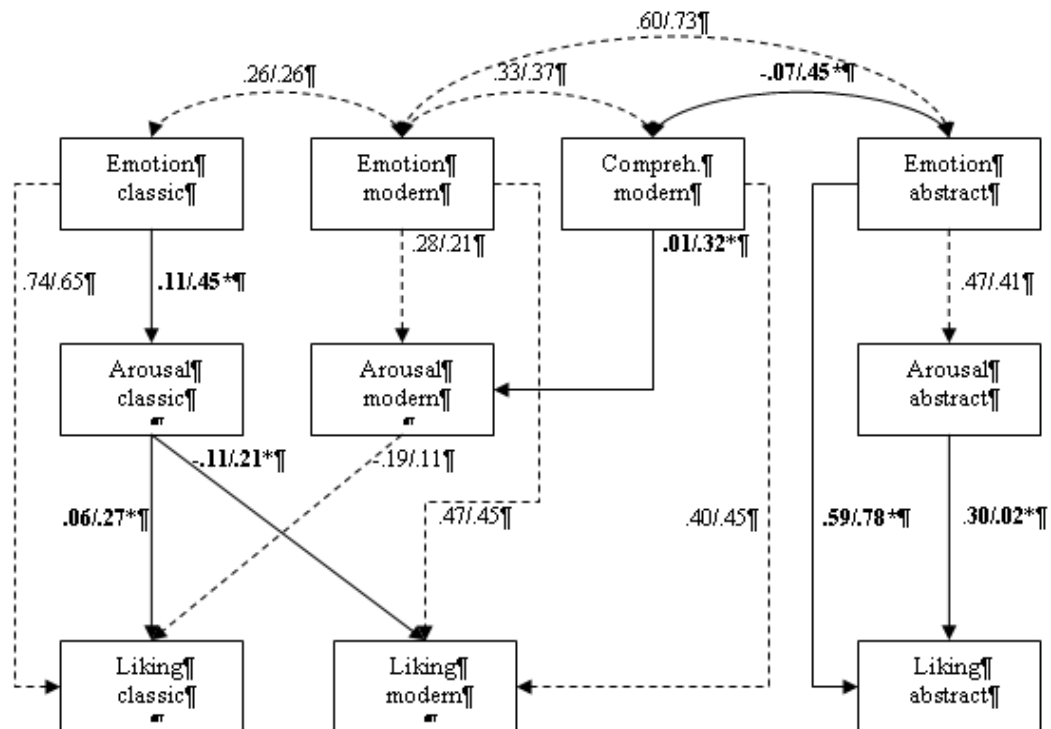 .60/.73¶
.26/.26¶
.33/.37¶
-.07/.45*¶
Emotion¶
classic¶
Emotion¶
modern¶
Compreh.¶
modern¶
Emotion¶
abstract¶
.74/.65¶
.11/.45*¶
.28/.21¶
.01/.32*¶
.47/.41¶
Arousal¶
classic¶
¶
Arousal¶
modern¶
¶
Arousal¶
abstract¶
-.11/.21*¶
-.19/.11¶
.06/.27*¶
.47/.45¶
.40/.45¶
.59/.78*¶
.30/.02*¶
Liking¶
classic¶
¶
Liking¶
modern¶
¶
Liking¶
abstract¶